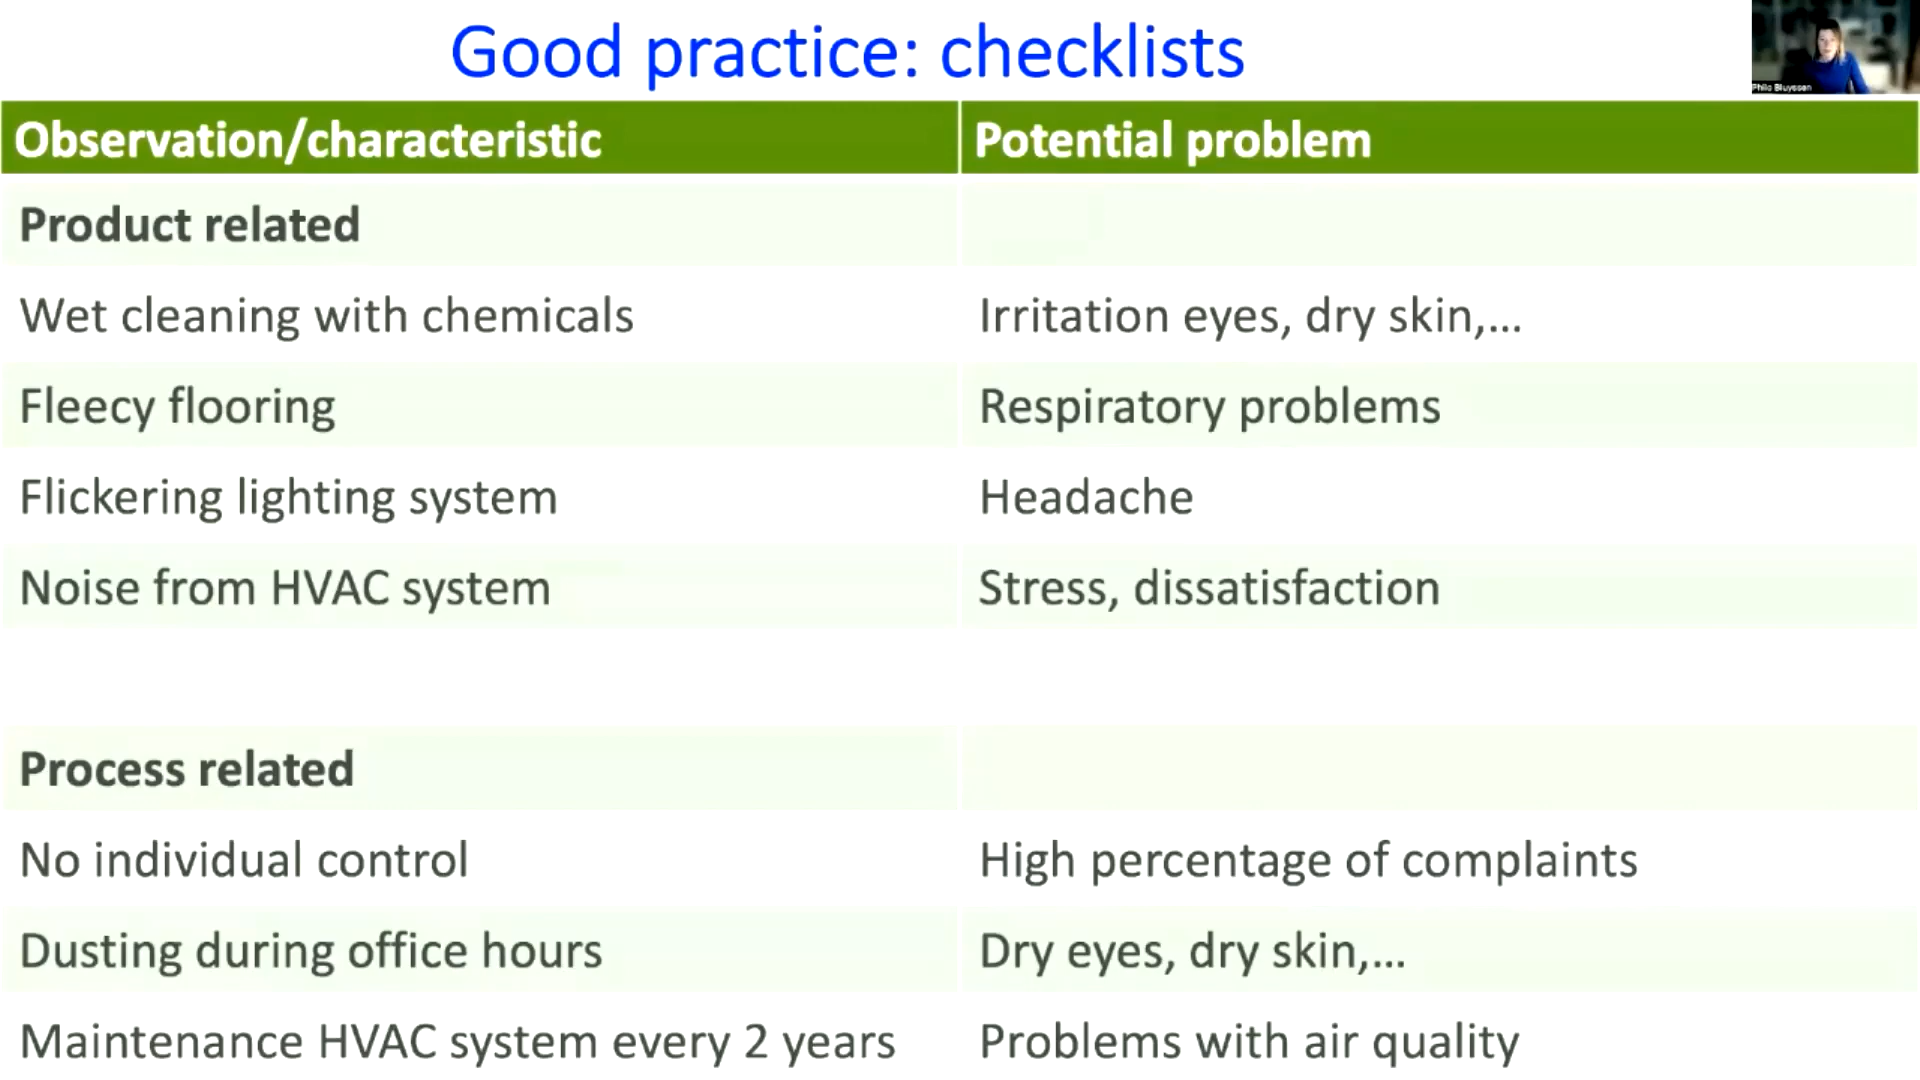 Good practice: checklists
Philo Bluyssen
Observation/characteristic Potential problem
Product related
Wet cleaning with chemicals Irritation eyes, dry skin,...
Fleecy flooring Respiratory problems
Flickering lighting system Headache
Noise from HVAC system Stress, dissatisfaction
Process related
No individual control High percentage of complaints
Dusting during office hours Dry eyes, dry skin,...
Maintenance HVAC system every 2 years Problems with air quality